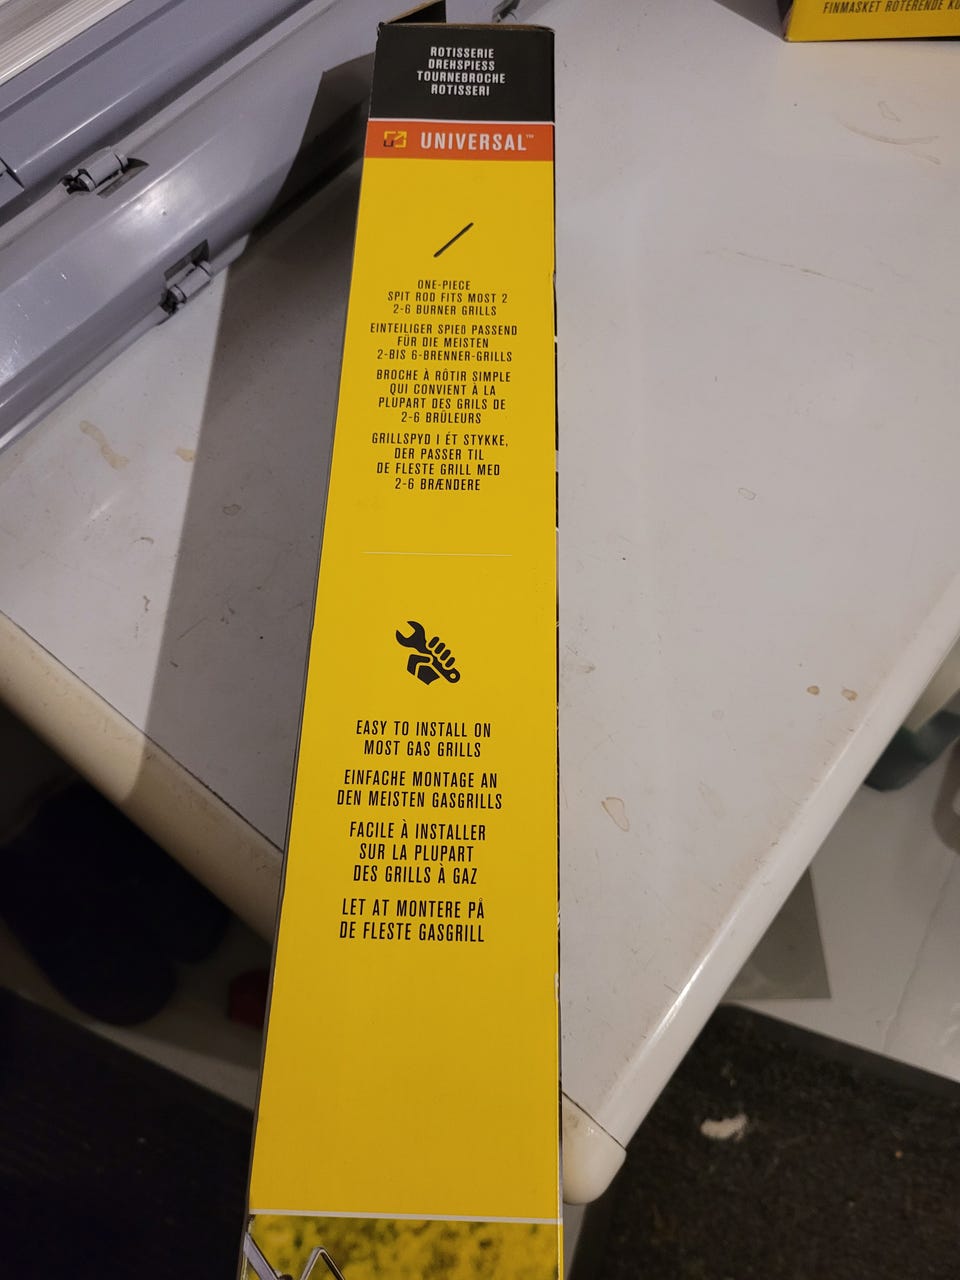 FINMASKET ROTERENDE
ROTISSERIE
DREHSPIESS
TOURNEBROCHE
ROTISSERI
UNIVERSAL™
ONE-PIECE
SPIT ROD FITS MOST 2
2-6 BURNER GRILLS
EINTEILIGER SPIEß PASSEND
FÜR DIE MEISTEN
2-BIS 6-BRENNER-GRILLS
BROCHE À RÔTIR SIMPLE
QUI CONVIENT À LA
PLUPART DES GRILS DE
2-6 BRÛLEURS
GRILLSPYD I ÉT STYKKE,
DER PASSER TIL
DE FLESTE GRILL MED
2-6 BRÆNDERE
EASY TO INSTALL ON
MOST GAS GRILLS
EINFACHE MONTAGE AN
DEN MEISTEN GASGRILLS
FACILE À INSTALLER
SUR LA PLUPART
DES GRILLS À GAZ
LET AT MONTERE PÅ
DE FLESTE GASGRILL